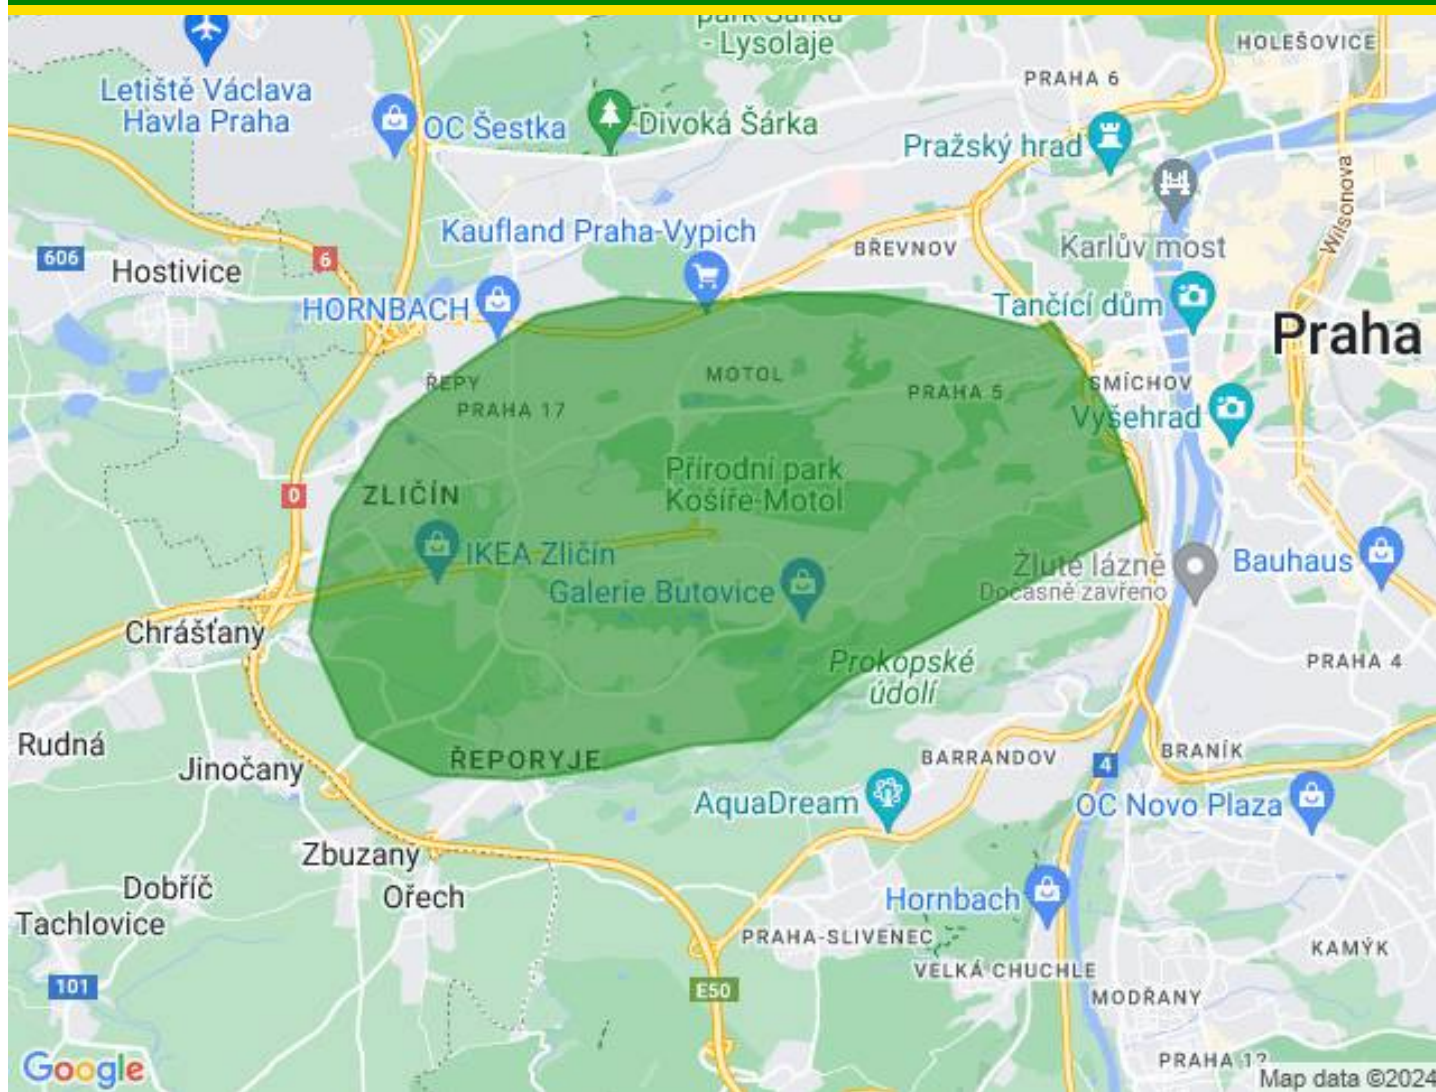 park Šárka
- Lysolaje
HOLEŠOVICE
PRAHA 6
Letiště Václava
Havla Praha
OC Šestka
Divoká Šárka
Pražský hrad
Wilsonova
Kaufland Praha-Vypich
BŘEVNOV
Karlův most
606
6
Hostivice
HORNBACH
Tančící dům
Praha
ŘEPY
MOTOL
PRAHA 5
SMÍCHOV
PRAHA 17
Vyšehrad
Přírodní park
Košíře-Motol
0
ZLIČÍN
IKEA Zličín
Galerie Butovice
Žluté lázně
Dočasně zavřeno
Bauhaus
Chrášťany
Prokopské
údolí
PRAHA 4
Rudná
Jinočany
ŘEPORYJE
BARRANDOV
4
BRANÍK
AquaDream
OC Novo Plaza
Zbuzany
Dobříč
Ořech
Hornbach
Tachlovice
PRAHA-SLIVENEC
KAMÝK
VELKÁ CHUCHLE
101
E50
MODŘANY
Google
PRAHA 12
Map data ©2024